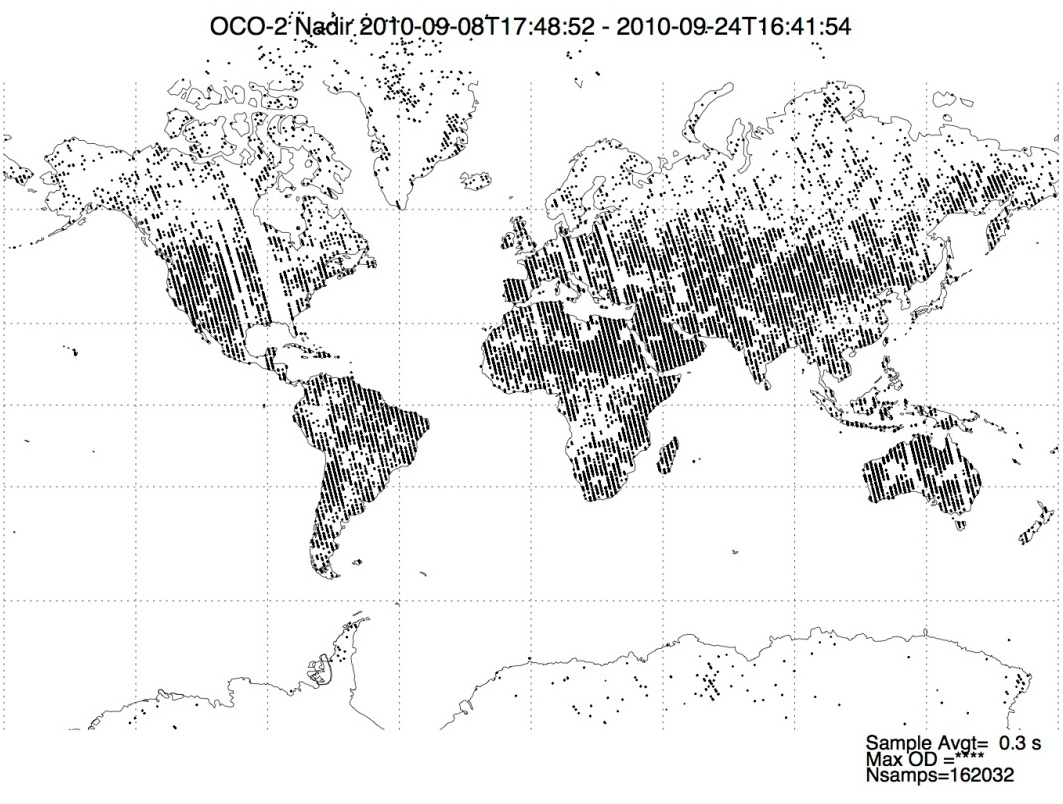 OCO-2 Nadir 2010-09-08T17:48:52 - 2010-09-24T16:41:54
Sample Avgt= 0.3 s
Max OD =****
Nsamps=162032